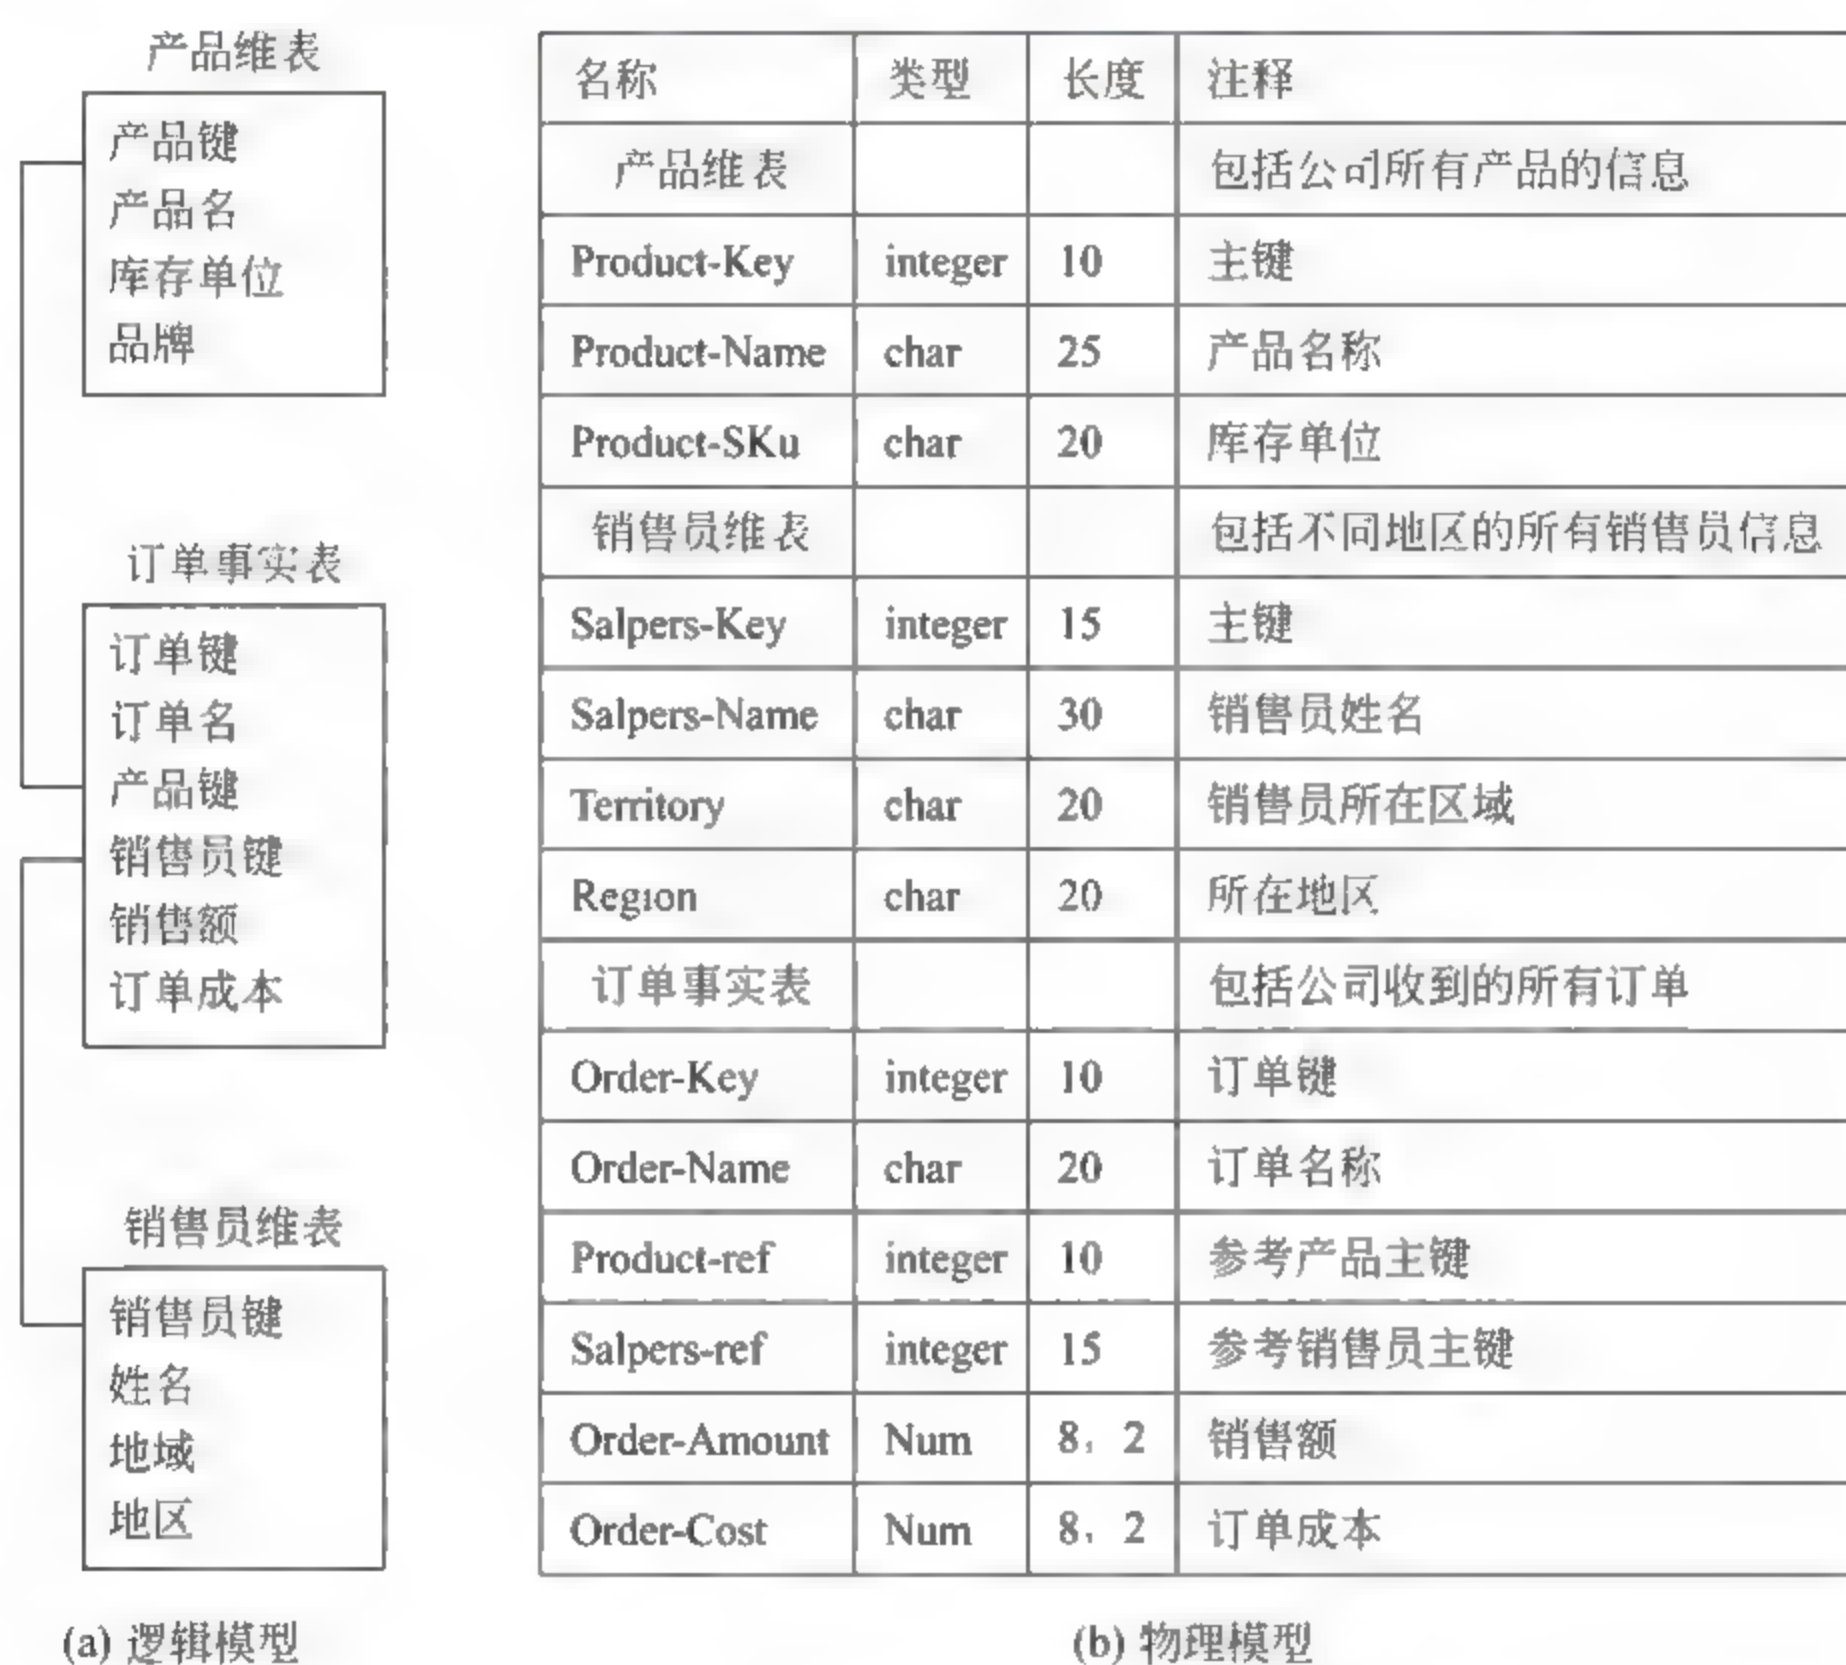 产品维表
产品键
产品名
库存单位
品牌
订单事实表
订单键
订单名
产品键
销售员键
销售额
订单成本
销售员维表
销售员键
姓名
地域
地区
(a) 逻辑模型
名称 类型 长度 注释
产品维表 包括公司所有产品的信息
Product-Key integer 10 主键
Product-Name char 25 产品名称
Product-SKu char 20 库存单位
销售员维表 包括不同地区的所有销售员信息
Salpers-Key integer 15 主键
Salpers-Name char 30 销售员姓名
Territory char 20 销售员所在区域
Region char 20 所在地区
订单事实表 包括公司收到的所有订单
Order-Key integer 10 订单键
Order-Name char 20 订单名称
Product-ref integer 10 参考产品主键
Salpers-ref integer 15 参考销售员主键
Order-Amount Num 8，2 销售额
Order-Cost Num 8，2 订单成本
(b) 物理模型